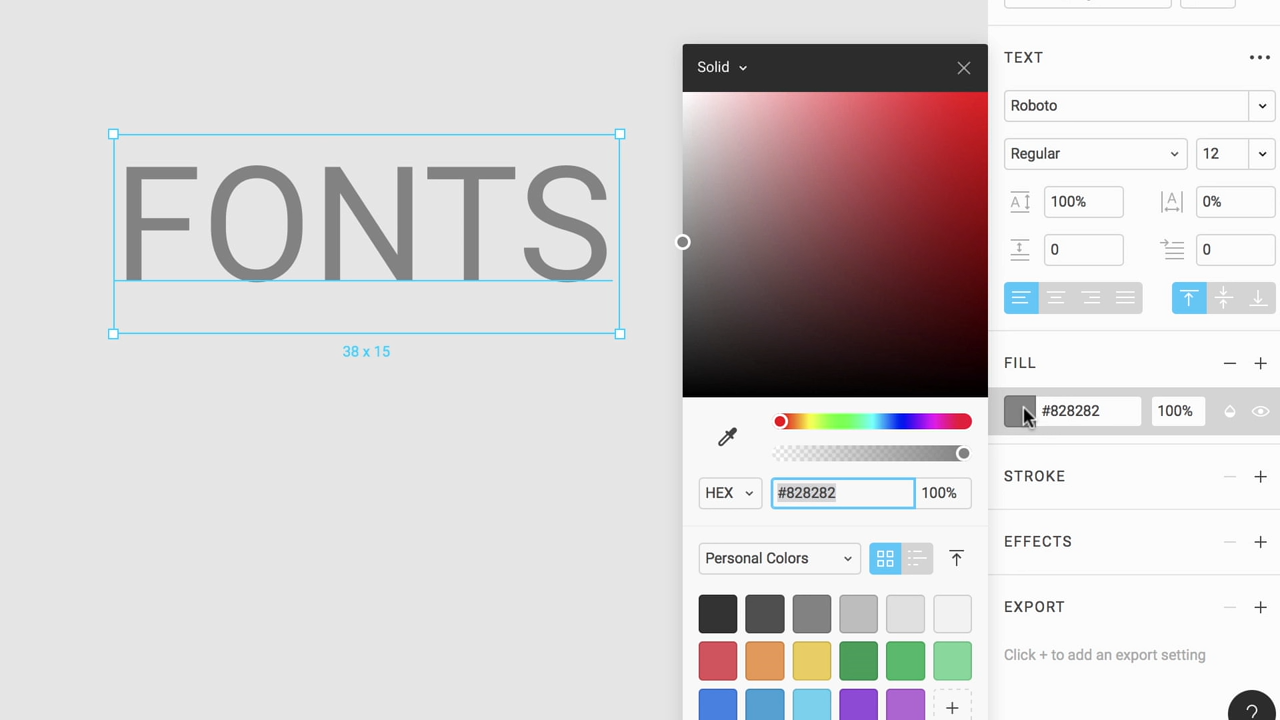 FONTS
38 x 15
Solid
HEX
#828282
100%
Personal Colors
TEXT
Roboto
Regular
12
100%
0%
0
0
FILL
#828282
100%
STROKE
EFFECTS
EXPORT
Click + to add an export setting
?